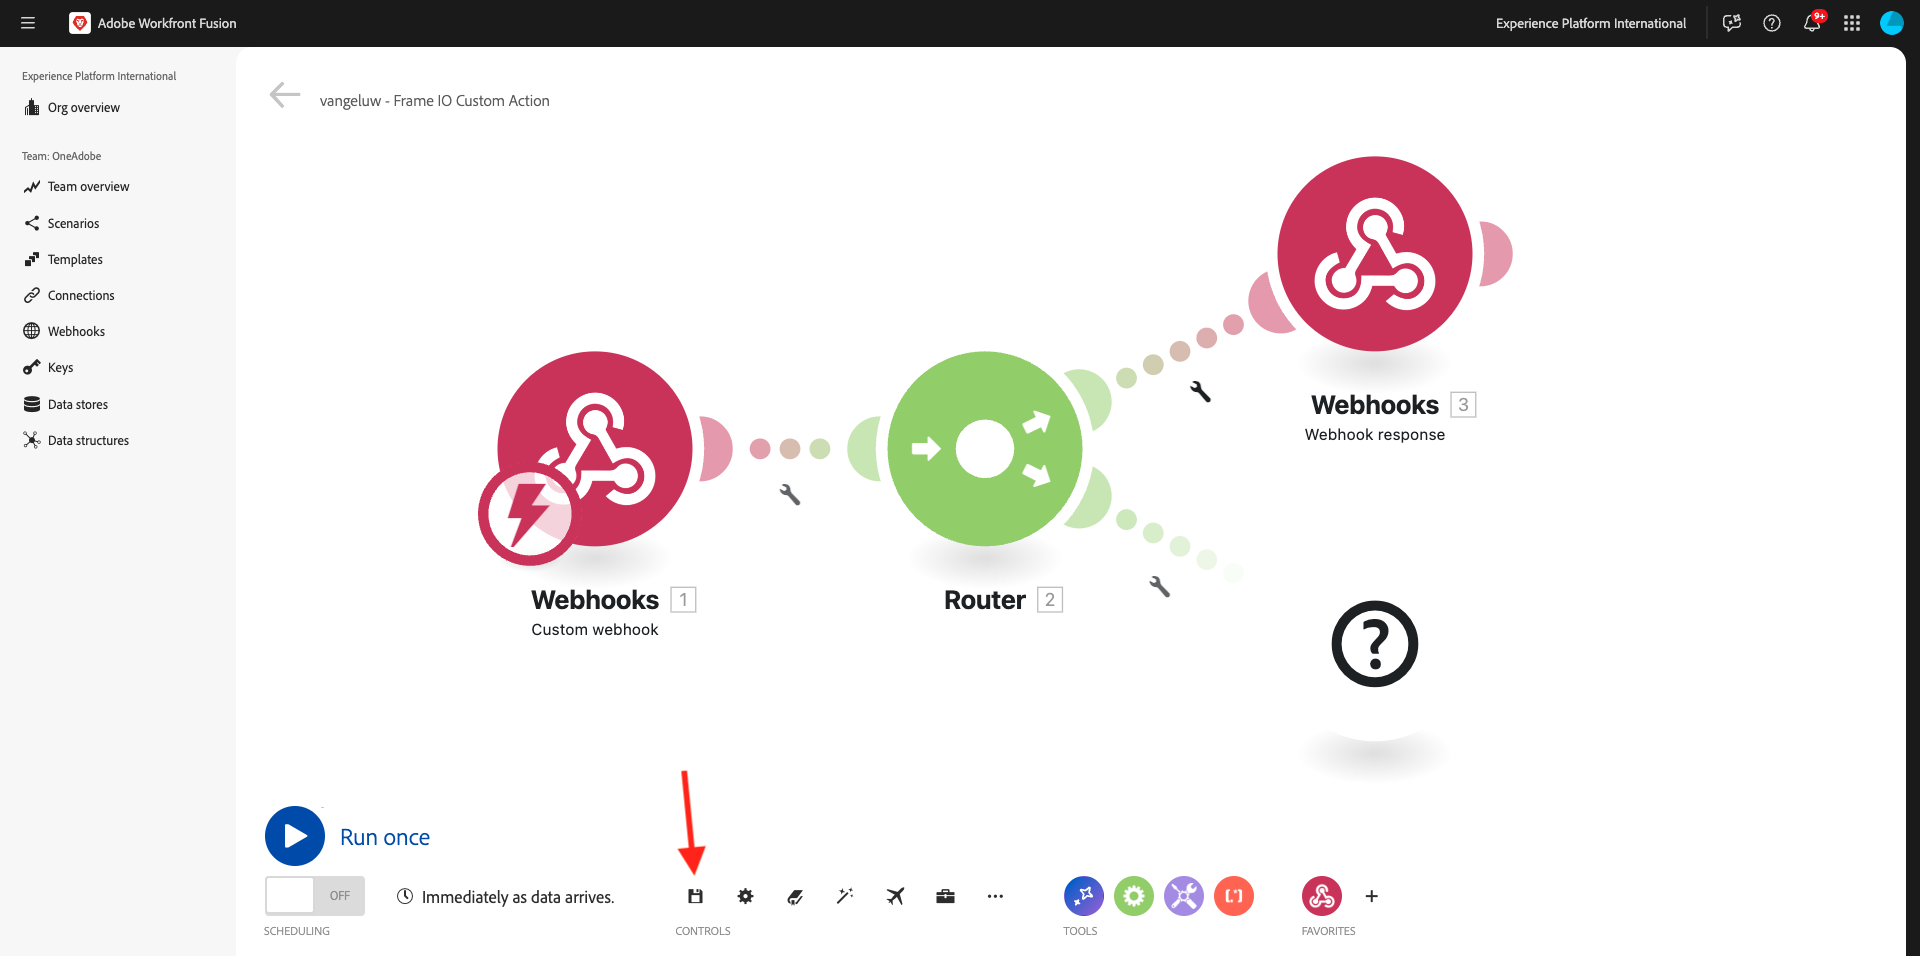 Adobe Workfront Fusion
Experience Platform International
9+
Experience Platform International
Org overview
Team: OneAdobe
Team overview
Scenarios
Templates
Connections
Webhooks
Keys
Data stores
Data structures
vangeluw - Frame IO Custom Action
Webhooks 3
Webhook response
Webhooks 1
Custom webhook
Router 2
?
Run once
OFF
Immediately as data arrives.
SCHEDULING
CONTROLS
TOOLS
FAVORITES